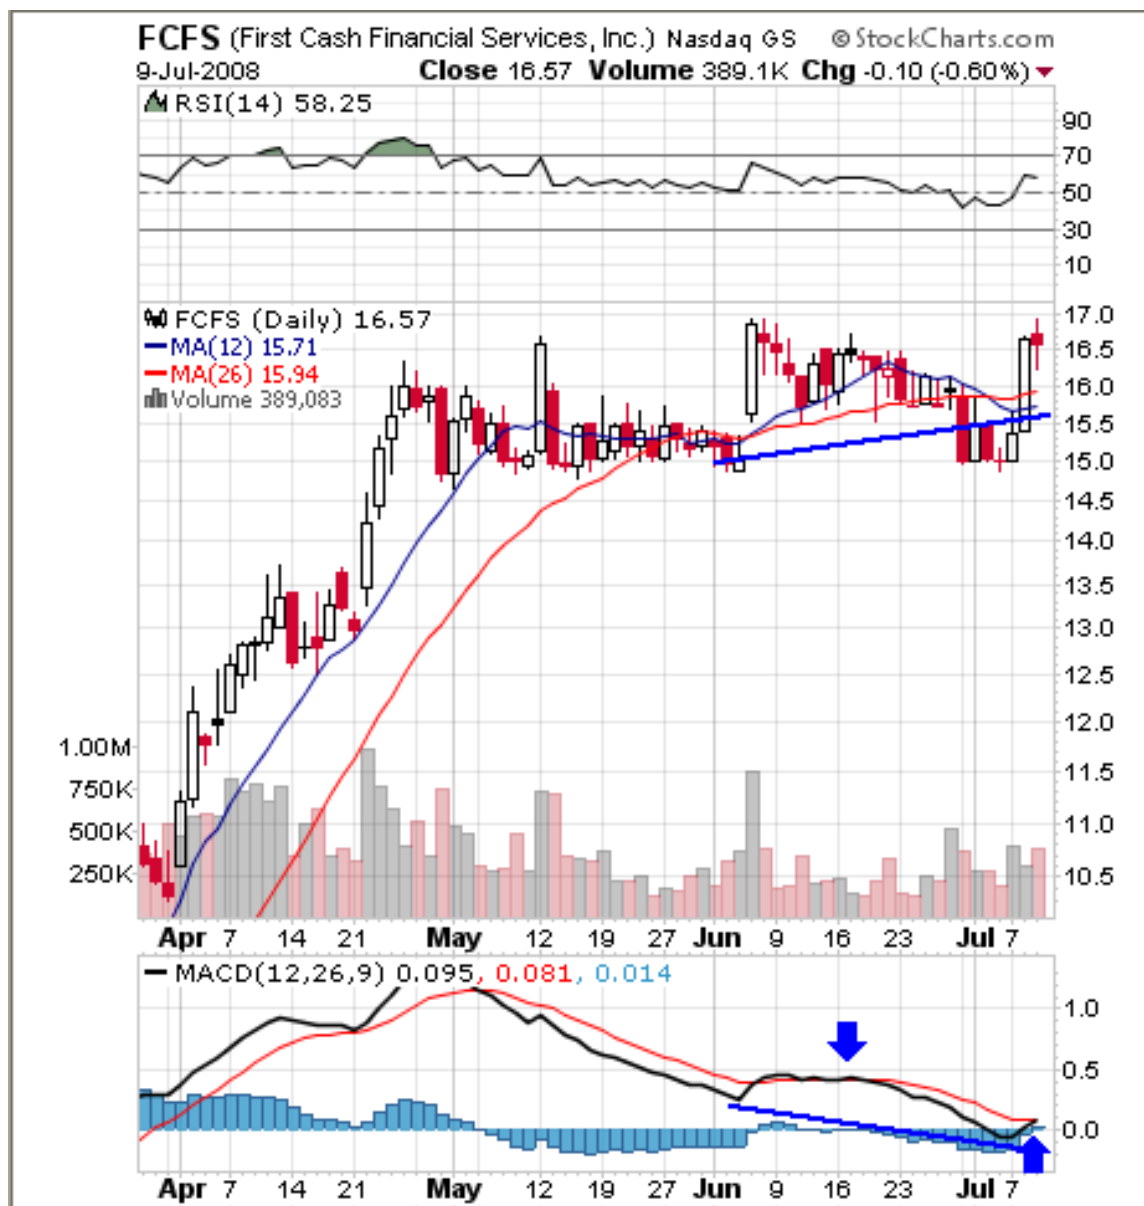 FCFS (First Cash Financial Services, Inc.) Nasdaq GS © StockCharts.com
9-Jul-2008 Close 16.57 Volume 389.1K Chg -0.10 (-0.60%)
RSI(14) 58.25
90
70
50
30
10
FCFS (Daily) 16.57
MA(12) 15.71
MA(26) 15.94
Volume 389,083
17.0
16.5
16.0
15.5
15.0
14.5
14.0
13.5
13.0
12.5
12.0
11.5
11.0
10.5
1.00M
750K
500K
250K
Apr 7 14 21 May 12 19 27 Jun 9 16 23 Jul 7
MACD(12,26,9) 0.095, 0.081, 0.014
1.0
0.5
0.0
Apr 7 14 21 May 12 19 27 Jun 9 16 23 Jul 7